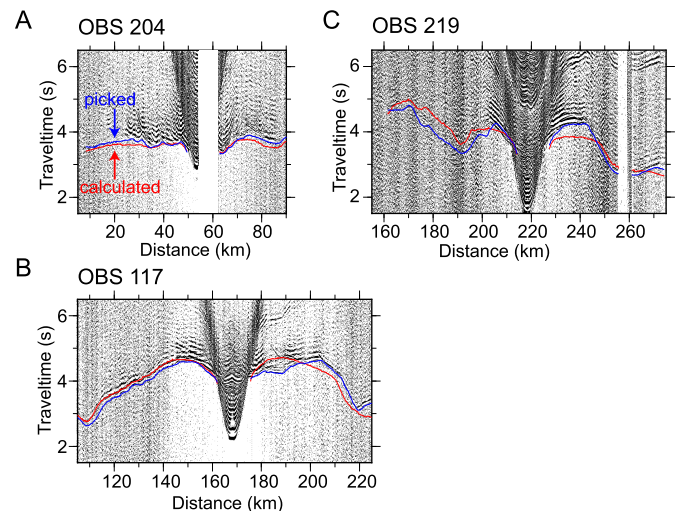 A
OBS 204
Traveltime (s)
6
4
2
picked
calculated
20 40 60 80
Distance (km)
C
OBS 219
Traveltime (s)
6
4
2
160 180 200 220 240 260
Distance (km)
B
OBS 117
Traveltime (s)
6
4
2
120 140 160 180 200 220
Distance (km)